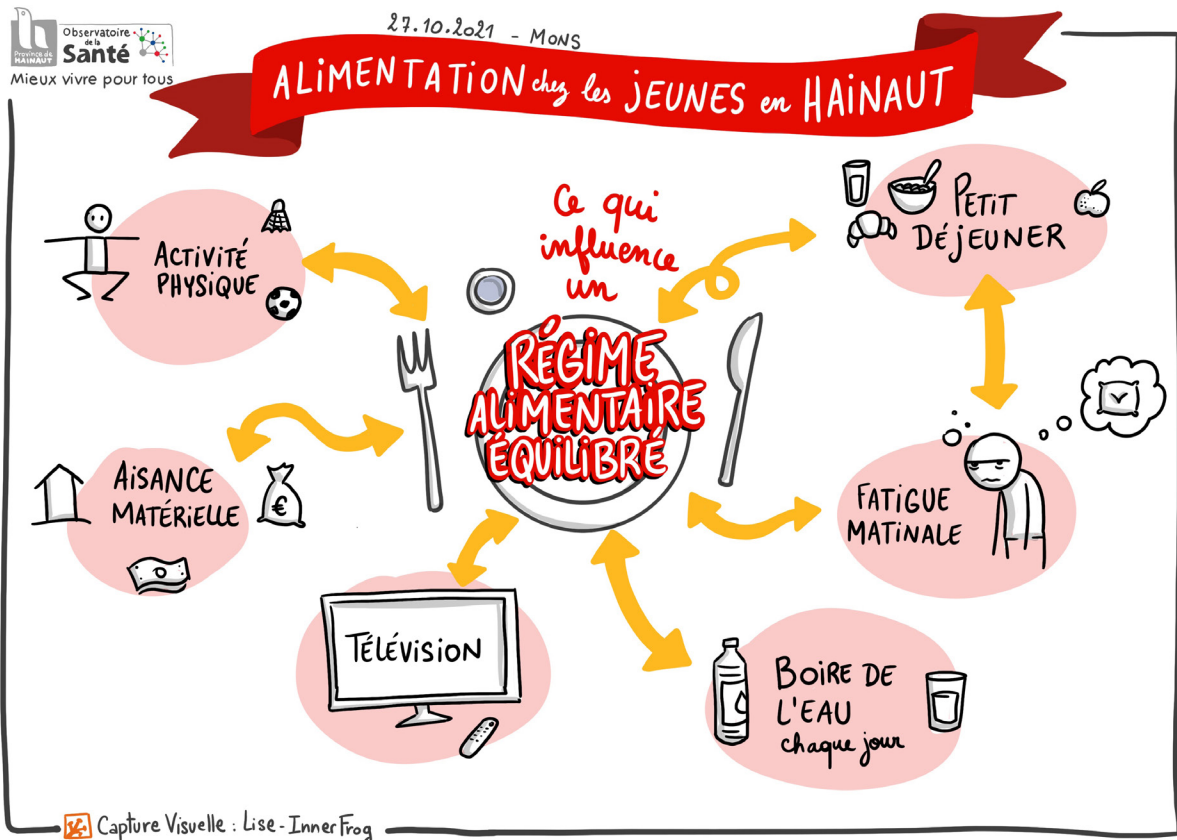 Province de
HAINAUT
Observatoire
de la
Santé
Mieux vivre pour tous
27.10.2021 - MONS
ALIMENTATION chez les JEUNES en HAINAUT
Ce qui
influence
un
RÉGIME
ALIMENTAIRE
ÉQUILIBRÉ
ACTIVITÉ
PHYSIQUE
PETIT
DÉJEUNER
AISANCE
MATÉRIELLE
€
FATIGUE
MATINALE
TÉLÉVISION
BOIRE DE
L'EAU
chaque jour
Capture Visuelle : Lise - InnerFrog